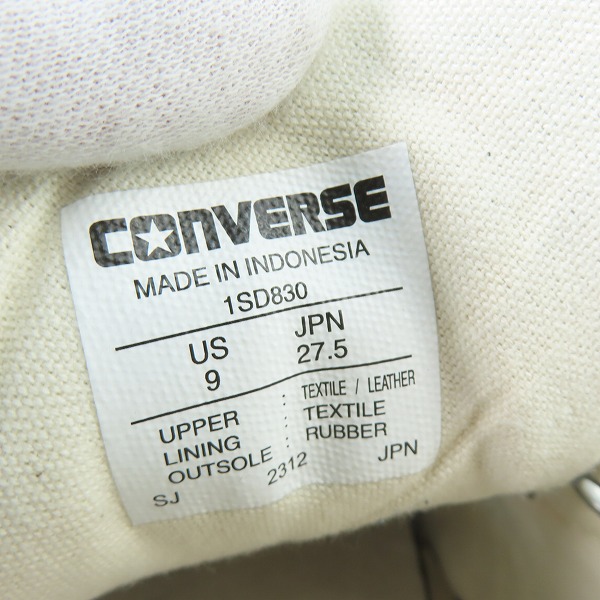 CONVERSE
MADE IN INDONESIA
1SD830
US JPN
9 27.5
UPPER : TEXTILE / LEATHER
LINING : TEXTILE
OUTSOLE : RUBBER
SJ 2312 JPN